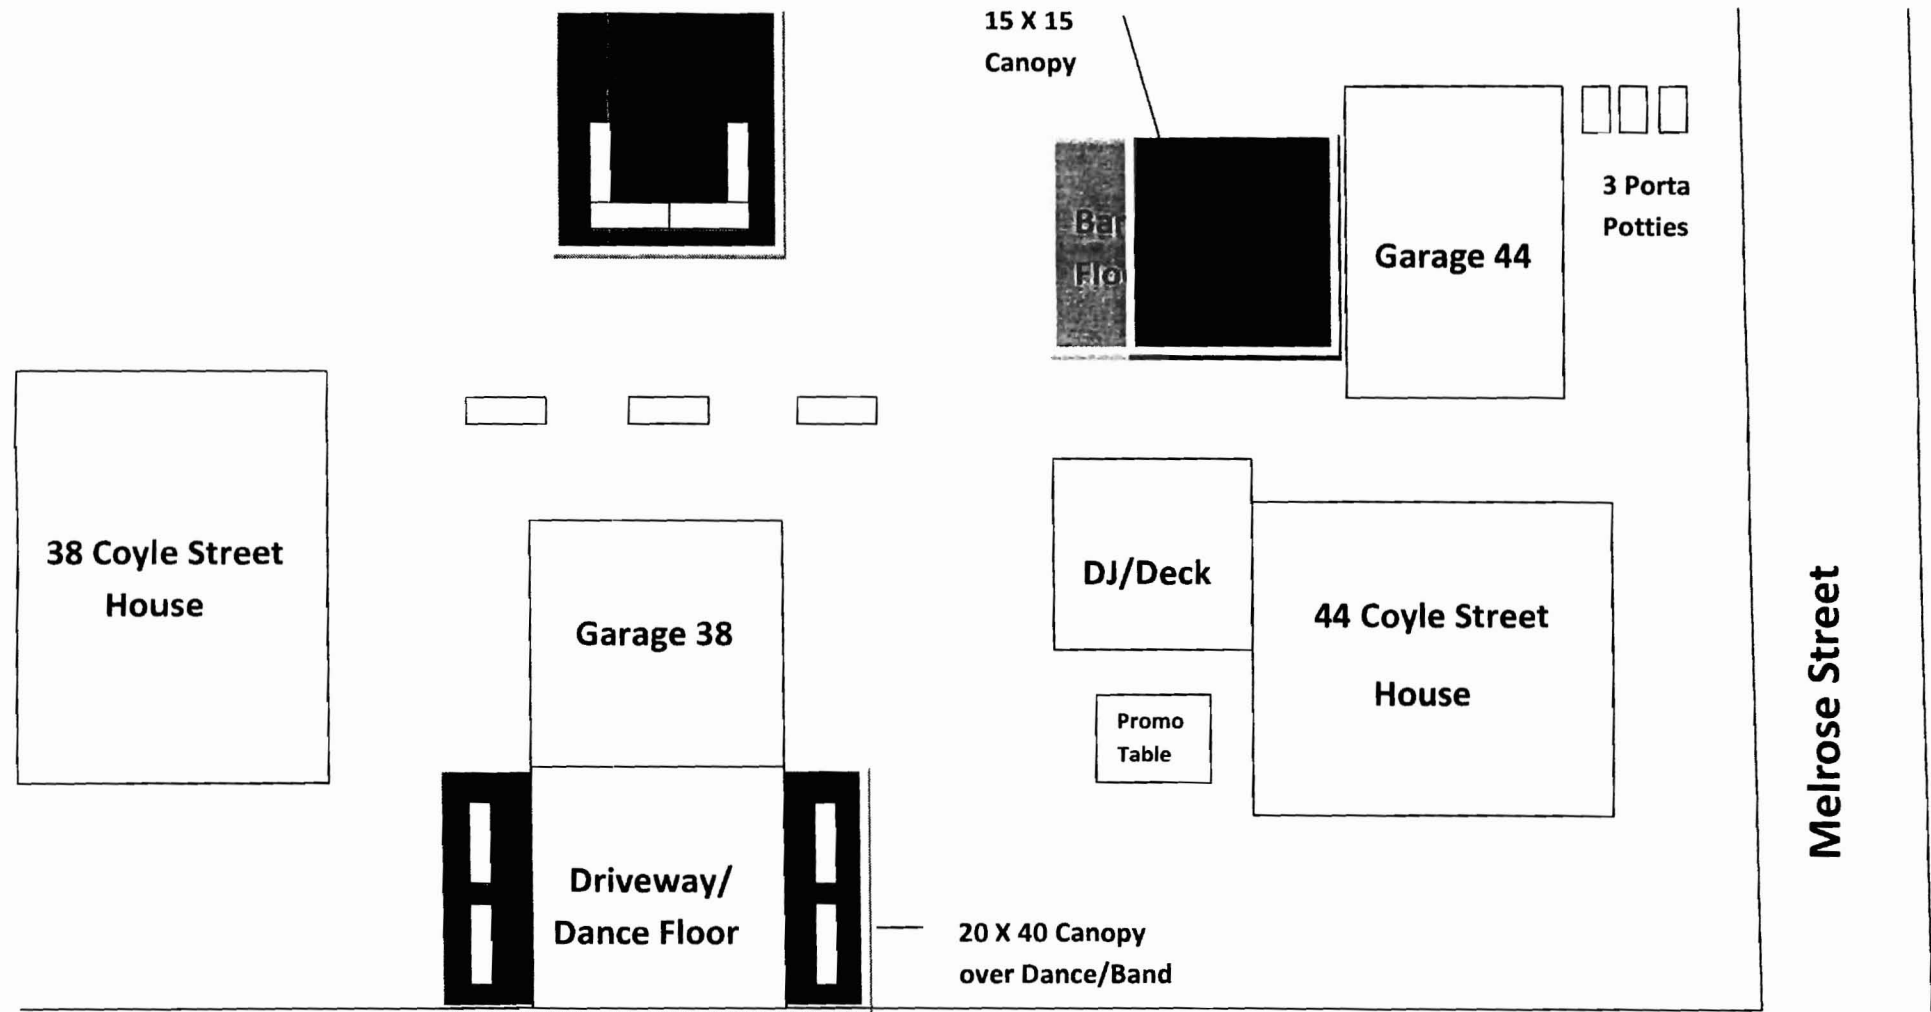 15 X 15
Canopy
3 Porta
Potties
Bar
Garage 44
38 Coyle Street
House
Garage 38
DJ/Deck
44 Coyle Street
House
Promo
Table
Driveway/
Dance Floor
20 X 40 Canopy
over Dance/Band
Melrose Street